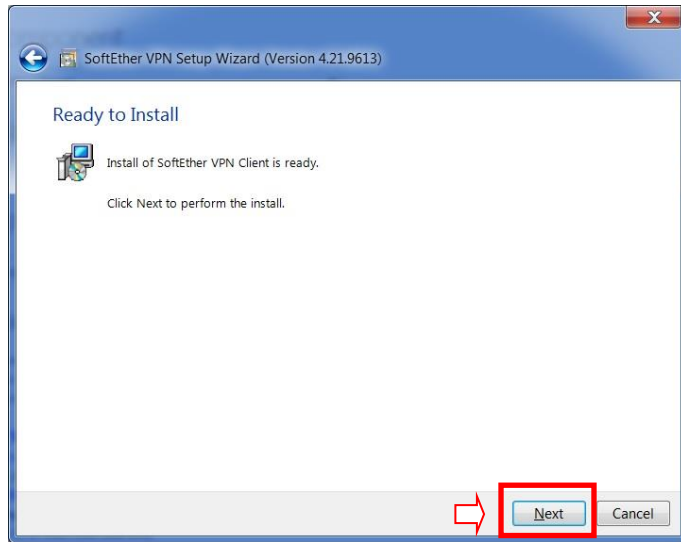 X
SoftEther VPN Setup Wizard (Version 4.21.9613)
Ready to Install
Install of SoftEther VPN Client is ready.
Click Next to perform the install.
Next
Cancel